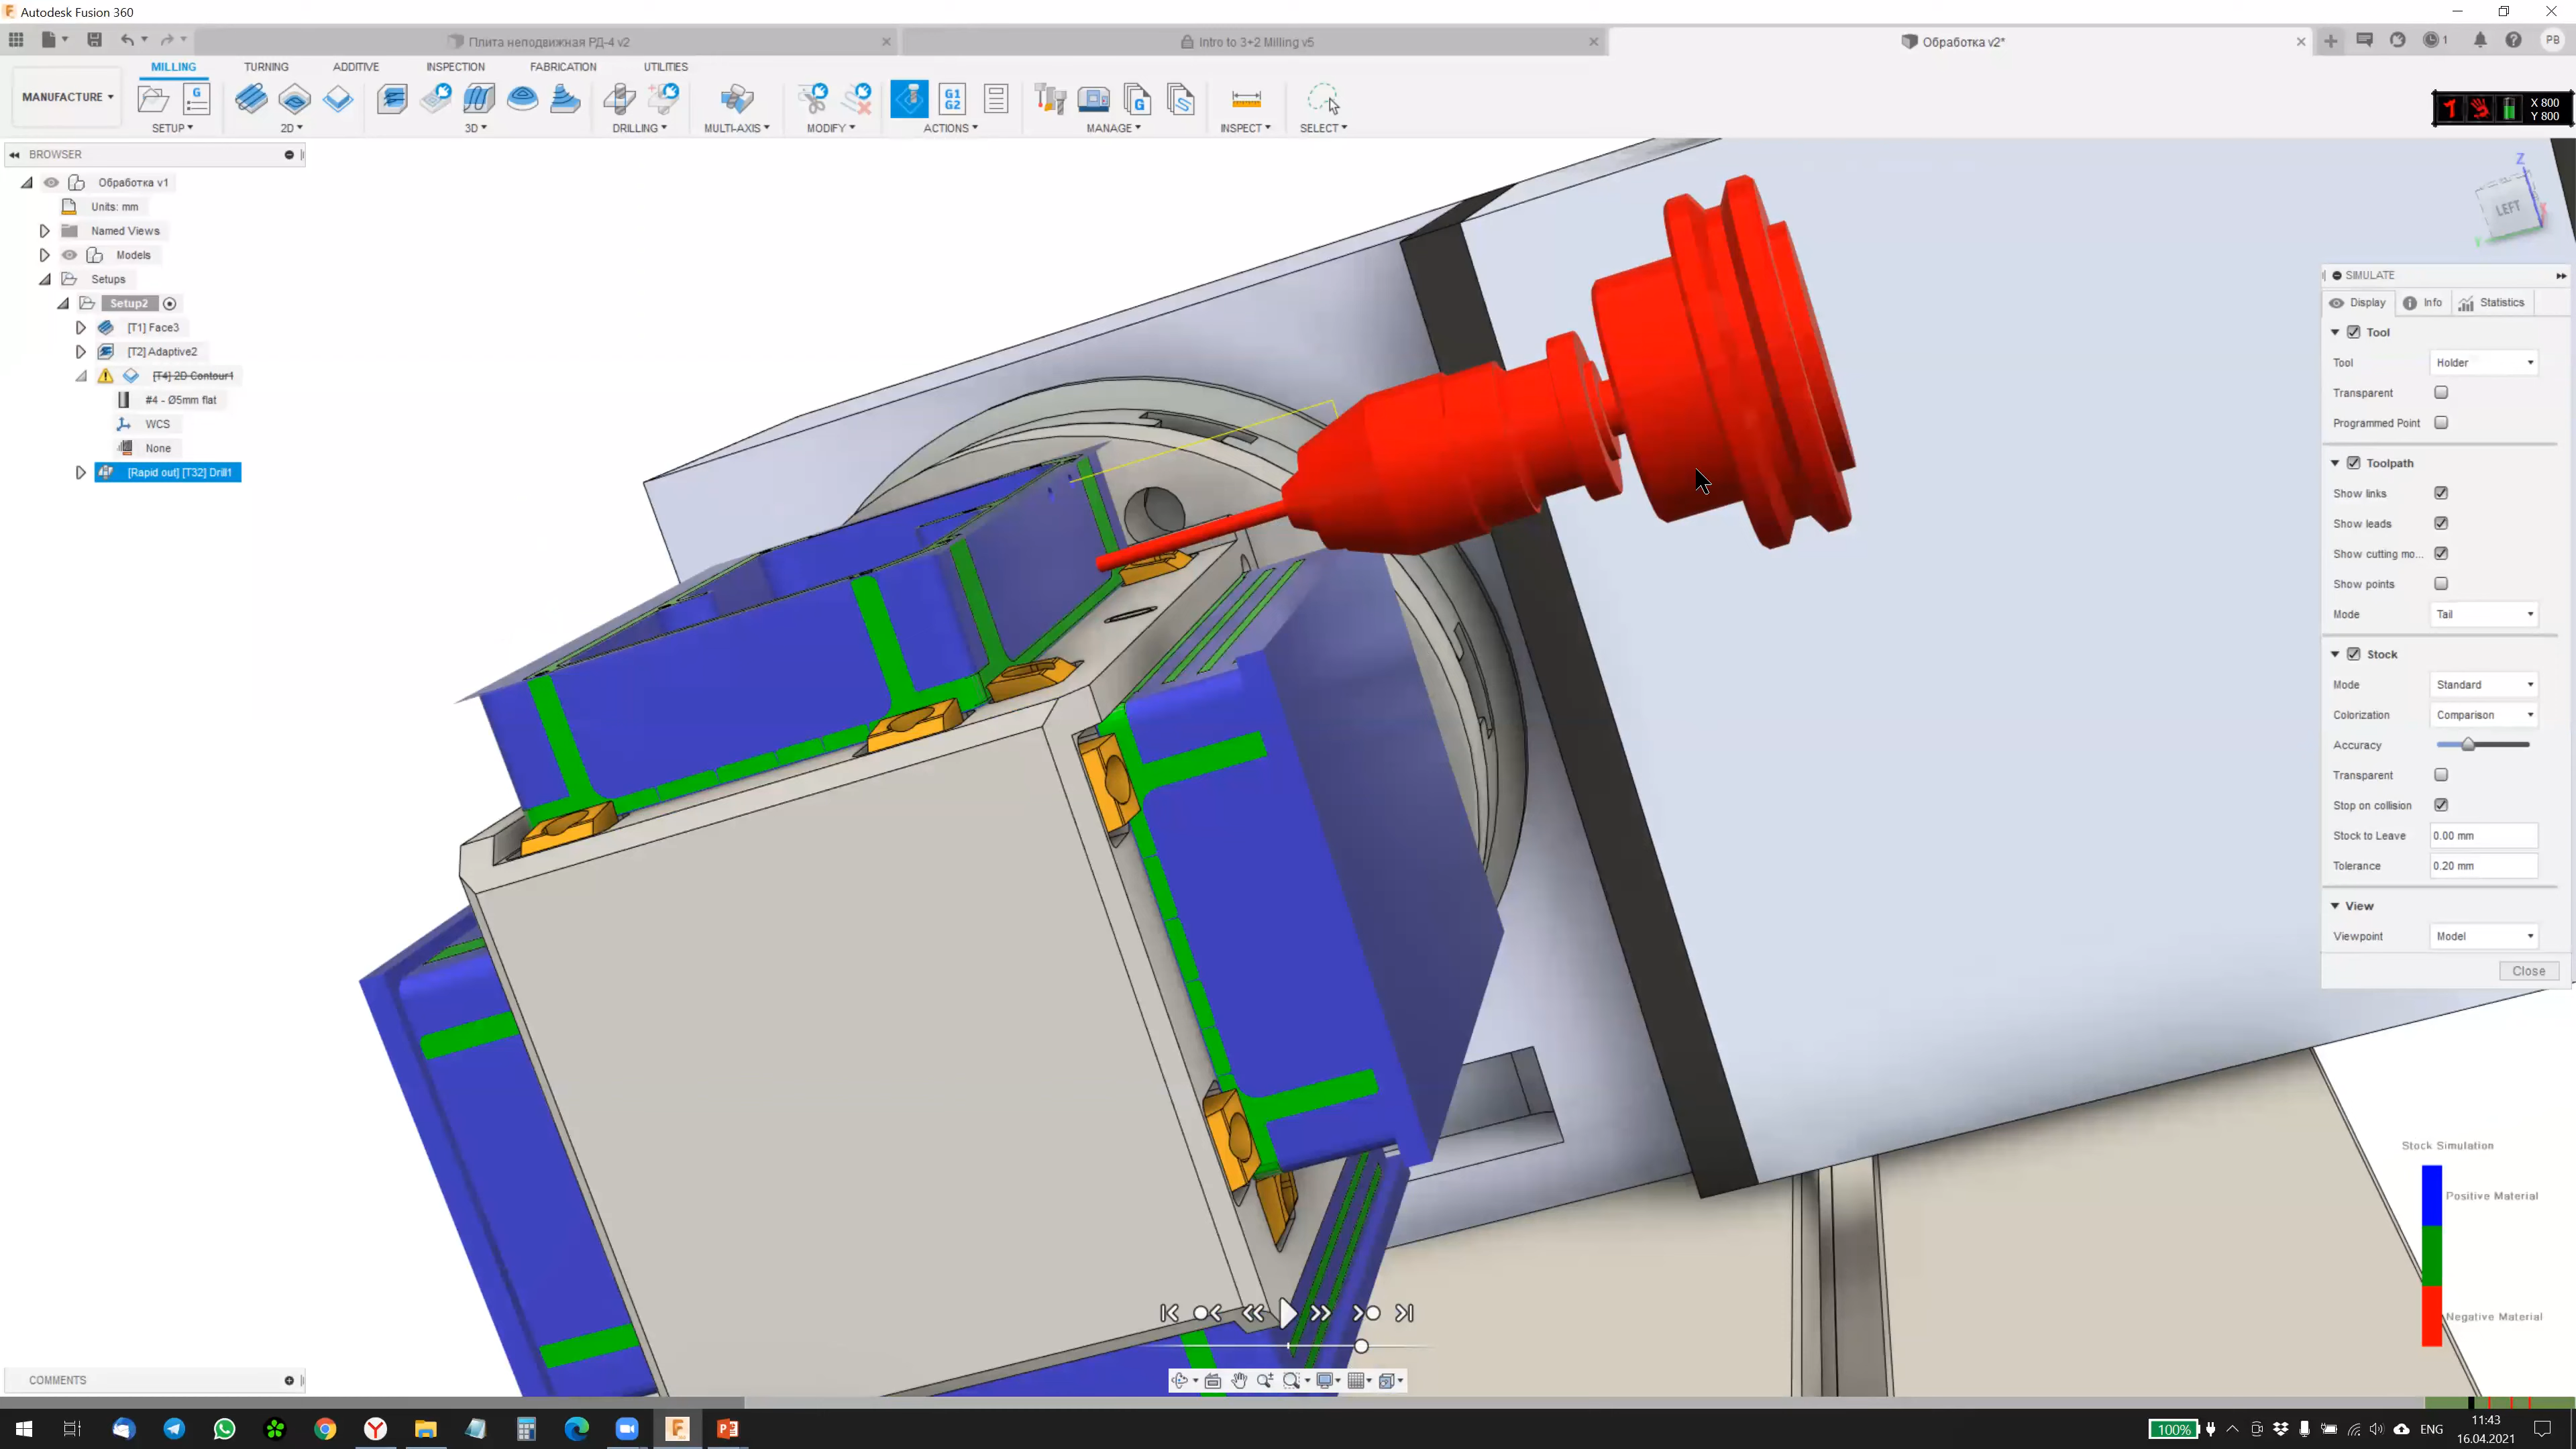 Autodesk Fusion 360
Плита неподвижная РД-4 v2
Intro to 3+2 Milling v5
Обработка v2*
1
PB
MILLING
TURNING
ADDITIVE
INSPECTION
FABRICATION
UTILITIES
MANUFACTURE
SETUP
2D
3D
DRILLING
MULTI-AXIS
MODIFY
ACTIONS
MANAGE
INSPECT
SELECT
G
G1
G2
G
X 800
Y 800
BROWSER
Обработка v1
Units: mm
Named Views
Models
Setups
Setup2
[T1] Face3
[T2] Adaptive2
[T4] 2D Contour1
#4 - Ø5mm flat
WCS
None
[Rapid out] [T32] Drill1
Z
LEFT
SIMULATE
Display
Info
Statistics
Tool
Tool Holder
Transparent
Programmed Point
Toolpath
Show links
Show leads
Show cutting mo...
Show points
Mode Tail
Stock
Mode Standard
Colorization Comparison
Accuracy
Transparent
Stop on collision
Stock to Leave 0.00 mm
Tolerance 0.20 mm
View
Viewpoint Model
Close
Stock Simulation
Positive Material
Negative Material
COMMENTS
100%
ENG
11:43
16.04.2021